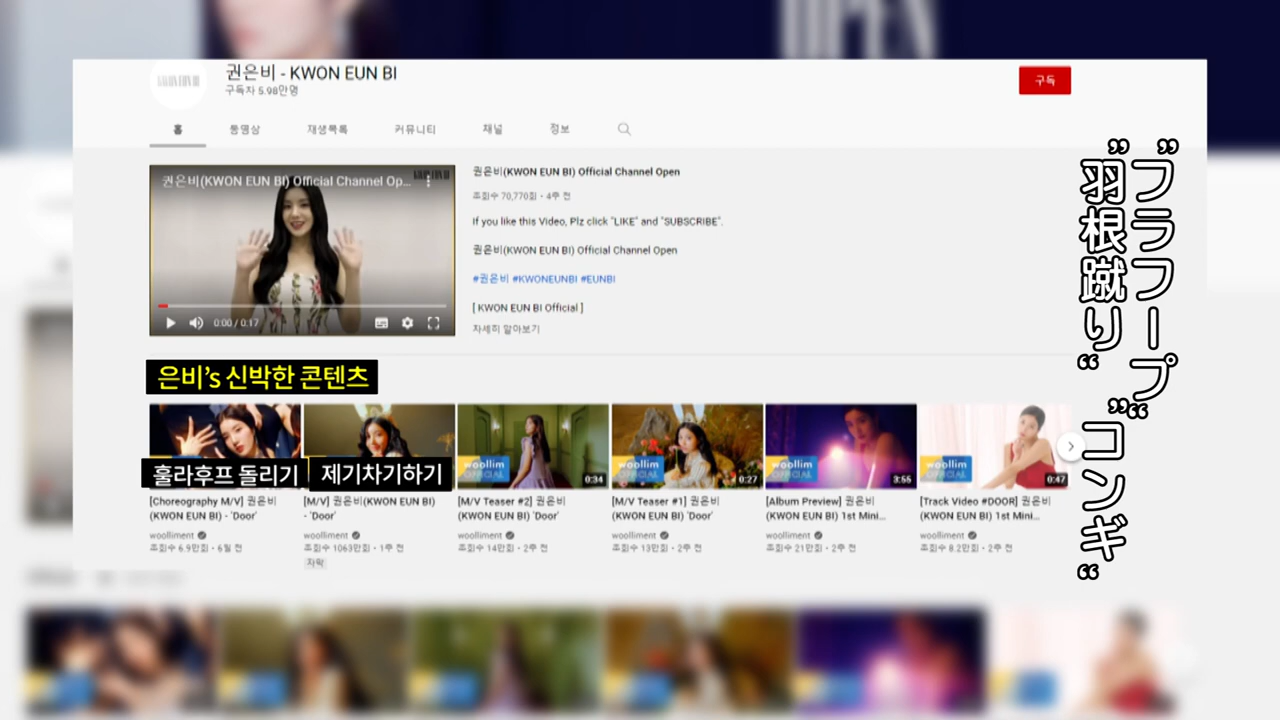 OPEN
권은비 - KWON EUN BI
구독자 5.98만명
구독
홈 동영상 재생목록 커뮤니티 채널 정보
권은비(KWON EUN BI) Official Channel Op...
0:00 / 0:17
권은비(KWON EUN BI) Official Channel Open
조회수 70,770회 • 4주 전
If you like this Video, Plz click "LIKE" and "SUBSCRIBE".
권은비(KWON EUN BI) Official Channel Open
#권은비 #KWONEUNBI #EUNBI
[ KWON EUN BI Official ]
자세히 알아보기
”フラフープ“
”羽根蹴り“ ”コンギ“
은비's 신박한 콘텐츠
훌라후프 돌리기
제기차기하기
woollim OFFICIAL 0:34
woollim OFFICIAL 0:27
woollim OFFICIAL 3:55
woollim OFFICIAL 0:47
[Choreography M/V] 권은비
(KWON EUN BI) - 'Door'
woolliment
조회수 6.9만회 • 6월 전
[M/V] 권은비(KWON EUN BI)
- 'Door'
woolliment
조회수 1063만회 • 1주 전
자막
[M/V Teaser #2] 권은비
(KWON EUN BI) 'Door'
woolliment
조회수 14만회 • 2주 전
[M/V Teaser #1] 권은비
(KWON EUN BI) 'Door'
woolliment
조회수 13만회 • 2주 전
[Album Preview] 권은비
(KWON EUN BI) 1st Mini...
woolliment
조회수 21만회 • 2주 전
[Track Video #DOOR] 권은비
(KWON EUN BI) 1st Mini...
woolliment
조회수 8.2만회 • 2주 전